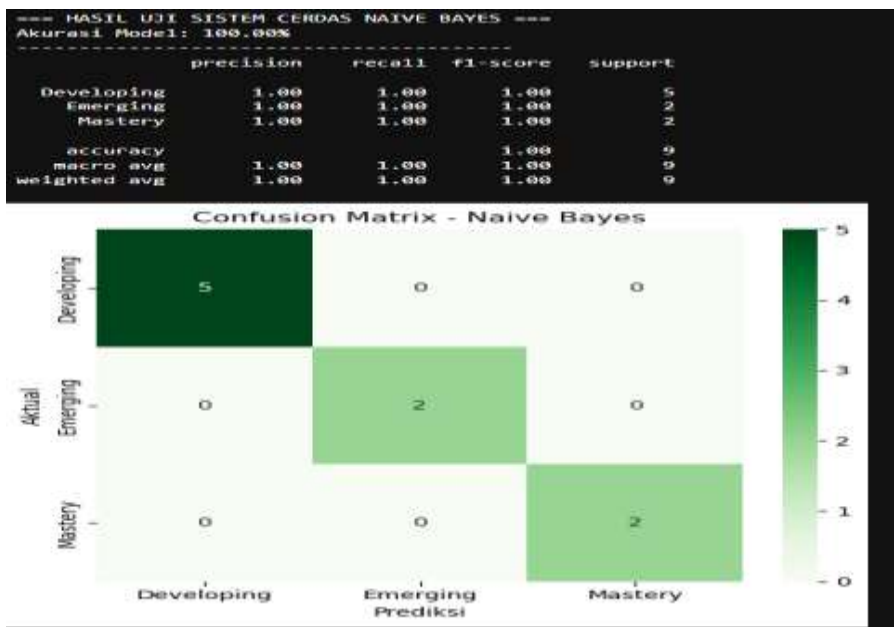 === HASIL UJI SISTEM CERDAS NAIVE BAYES ===
Akurasi Model: 100.00%
--------------------------------------------------
precision recall f1-score support
Developing 1.00 1.00 1.00 5
Emerging 1.00 1.00 1.00 2
Mastery 1.00 1.00 1.00 2
accuracy 1.00 9
macro avg 1.00 1.00 1.00 9
weighted avg 1.00 1.00 1.00 9
Confusion Matrix - Naive Bayes
Aktual
Developing 5 0 0
Emerging 0 2 0
Mastery 0 0 2
Developing Emerging Mastery
Prediksi
5
4
3
2
1
0